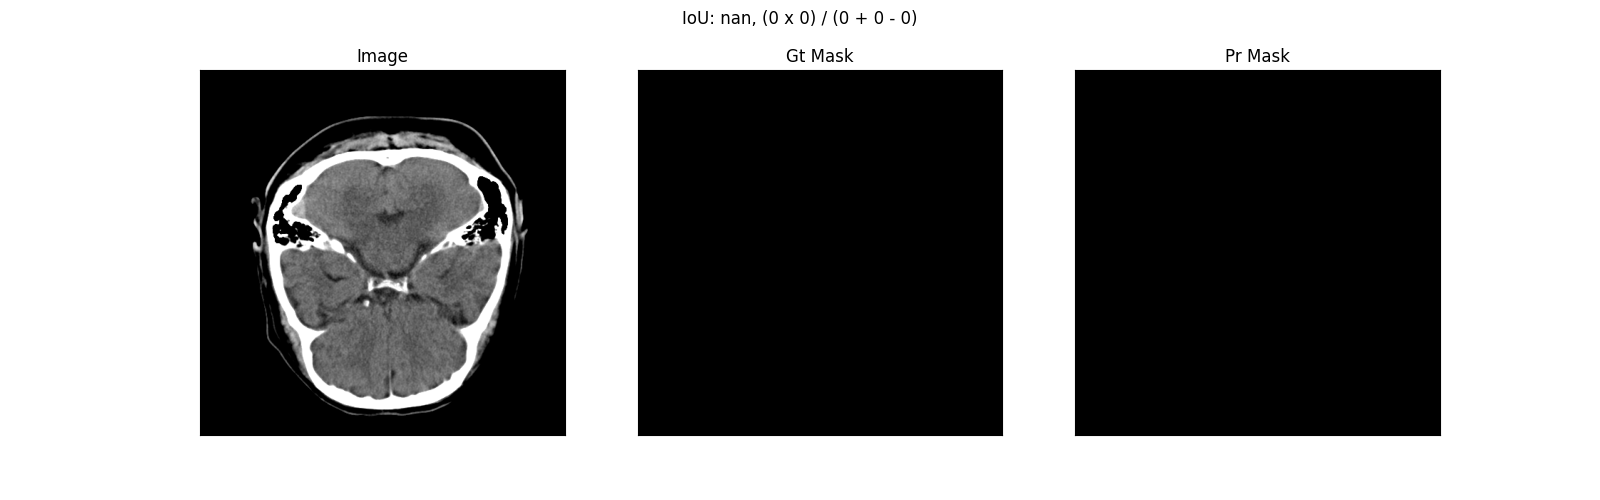 IoU: nan, (0 x 0) / (0 + 0 - 0)
Image
Gt Mask
Pr Mask